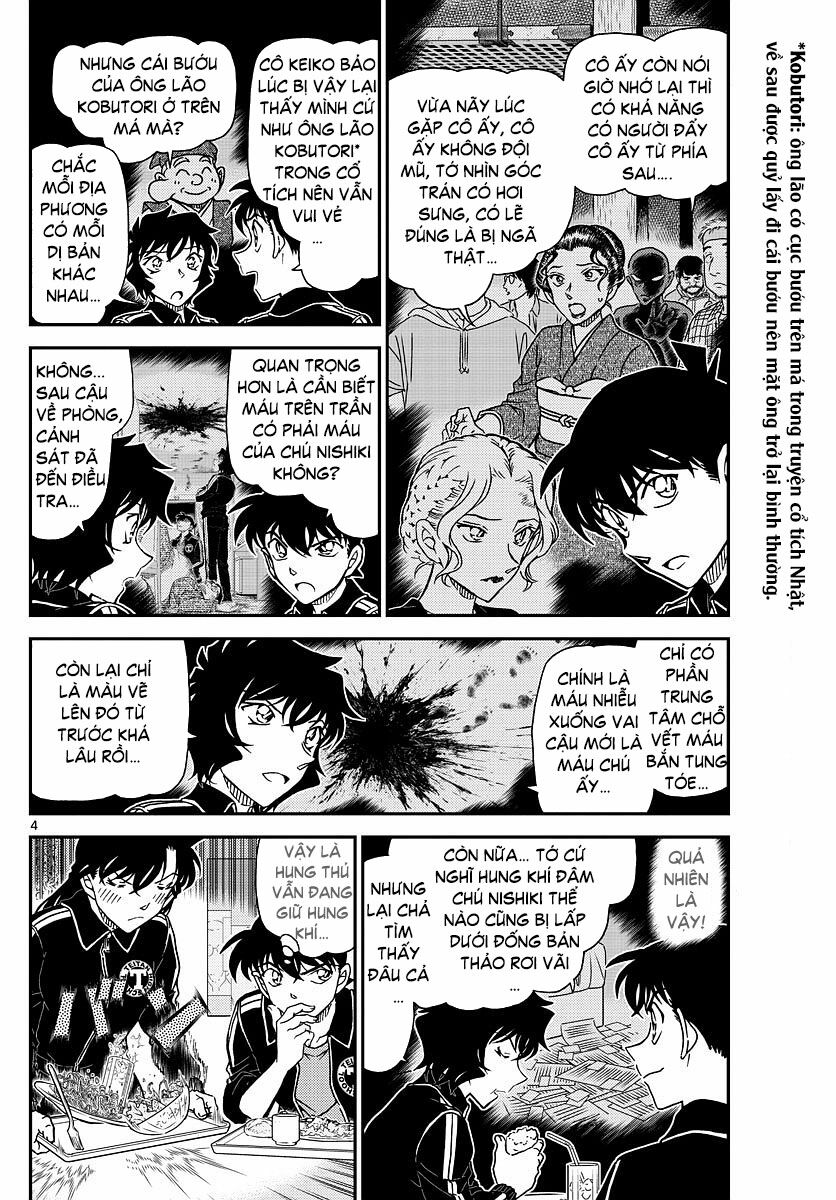 *Kobutori: ông lão có cục bướu trên má trong truyện cổ tích Nhật,
về sau được quỷ lấy đi cái bướu nên mặt ông trở lại bình thường.
CÔ ẤY CÒN NÓI
GIỜ NHỚ LẠI THÌ
CÓ KHẢ NĂNG
CÓ NGƯỜI ĐẨY
CÔ ẤY TỪ PHÍA
SAU....
VỪA NÃY LÚC
GẶP CÔ ẤY, CÔ
ẤY KHÔNG ĐỘI
MŨ, TỚ NHÌN GÓC
TRÁN CÓ HƠI
SƯNG, CÓ LẼ
ĐÚNG LÀ BỊ NGÃ
THẬT...
CÔ KEIKO BẢO
LÚC BỊ VẬY LẠI
THẤY MÌNH CỨ
NHƯ ÔNG LÃO
KOBUTORI*
TRONG CỔ
TÍCH NÊN VẪN
VUI VẺ
...
NHƯNG CÁI BƯỚU
CỦA ÔNG LÃO
KOBUTORI Ở TRÊN
MÁ MÀ?
CHẮC
MỖI ĐỊA
PHƯƠNG
CÓ MỖI
DỊ BẢN
KHÁC
NHAU...
QUAN TRỌNG
HƠN LÀ CẦN BIẾT
MÁU TRÊN TRẦN
CÓ PHẢI MÁU
CỦA CHÚ NISHIKI
KHÔNG?
KHÔNG...
SAU CẬU
VỀ PHÒNG,
CẢNH
SÁT ĐÃ
ĐẾN ĐIỀU
TRA...
CHỈ CÓ
PHẦN
TRUNG
TÂM CHỖ
VẾT MÁU
BẮN TUNG
TÓE...
CHÍNH LÀ
MÁU NHIỄU
XUỐNG VAI
CẬU MỚI LÀ
MÁU CHÚ
ẤY...
CÒN LẠI CHỈ
LÀ MÀU VẼ
LÊN ĐÓ TỪ
TRƯỚC KHÁ
LÂU RỒI...
4
QUẢ
NHIÊN
LÀ
VẬY!
CÒN NỮA... TỚ CỨ
NGHĨ HUNG KHÍ ĐÂM
CHÚ NISHIKI THẾ
NÀO CŨNG BỊ LẤP
DƯỚI ĐỐNG BẢN
THẢO RƠI VÃI
...
NHƯNG
LẠI CHẢ
TÌM
THẤY
ĐÂU CẢ
...
VẬY LÀ
HUNG THỦ
VẪN ĐANG
GIỮ HUNG
KHÍ...